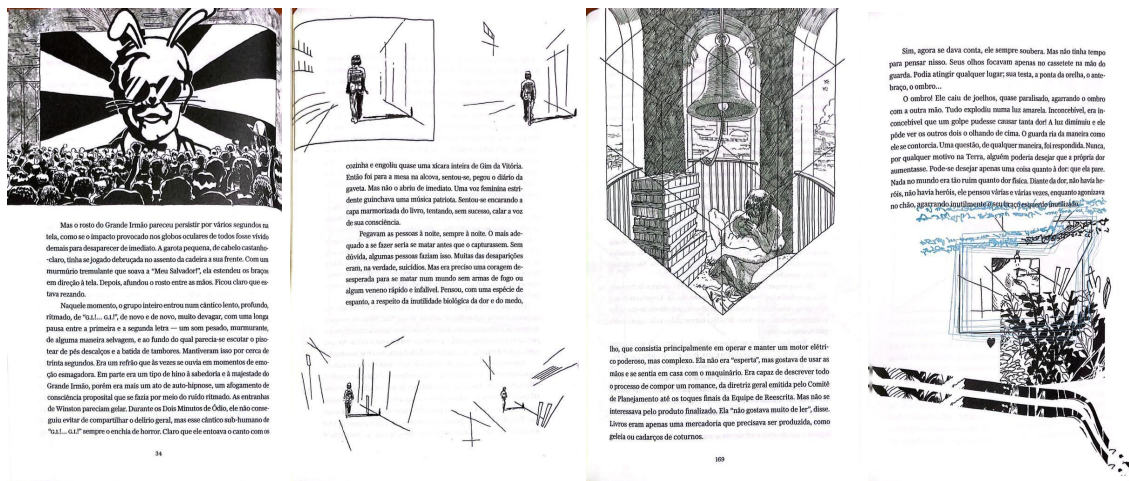 Mas o rosto do Grande Irmão pareceu persistir por vários segundos na
tela, como se o impacto provocado nos globos oculares de todos fosse vívido
demais para desaparecer de imediato. A garota pequena, de cabelo castanho-
-claro, tinha se jogado debruçada no assento da cadeira a sua frente. Com um
murmúrio tremulante que soava a "Meu Salvador!", ela estendeu os braços
em direção à tela. Depois, afundou o rosto entre as mãos. Ficou claro que es-
tava rezando.
Naquele momento, o grupo inteiro entrou num cântico lento, profundo,
ritmado, de "G.I.!... G.I.!", de novo e de novo, muito devagar, com uma longa
pausa entre a primeira e a segunda letra — um som pesado, murmurante,
de alguma maneira selvagem, e ao fundo do qual parecia-se escutar o piso-
tear de pés descalços e a batida de tambores. Mantiveram isso por cerca de
trinta segundos. Era um refrão que às vezes se ouvia em momentos de emo-
ção esmagadora. Em parte era um tipo de hino à sabedoria e à majestade do
Grande Irmão, porém era mais um ato de auto-hipnose, um afogamento de
consciência proposital que se fazia por meio do ruído ritmado. As entranhas
de Winston pareciam gelar. Durante os Dois Minutos de Ódio, ele não conse-
guiu evitar de compartilhar o delírio geral, mas esse cântico sub-humano de
"G.I.!... G.I.!" sempre o enchia de horror. Claro que ele entoava o canto com os
34
cozinha e engoliu quase uma xícara inteira de Gim da Vitória.
Então foi para a mesa na alcova, sentou-se, pegou o diário da
gaveta. Mas não o abriu de imediato. Uma voz feminina estri-
dente guinchava uma música patriota. Sentou-se encarando a
capa marmorizada do livro, tentando, sem sucesso, calar a voz
de sua consciência.
Pegavam as pessoas à noite, sempre à noite. O mais ade-
quado a se fazer seria se matar antes que o capturassem. Sem
dúvida, algumas pessoas faziam isso. Muitas das desaparições
eram, na verdade, suicídios. Mas era preciso uma coragem de-
sesperada para se matar num mundo sem armas de fogo ou
algum veneno rápido e infalível. Pensou, com uma espécie de
espanto, a respeito da inutilidade biológica da dor e do medo,
lho, que consistia principalmente em operar e manter um motor elétri-
co poderoso, mas complexo. Ela não era "esperta", mas gostava de usar as
mãos e se sentia em casa com o maquinário. Era capaz de descrever todo
o processo de compor um romance, da diretriz geral emitida pelo Comitê
de Planejamento até os toques finais da Equipe de Reescrita. Mas não se
interessava pelo produto finalizado. Ela "não gostava muito de ler", disse.
Livros eram apenas uma mercadoria que precisava ser produzida, como
geleia ou cadarços de coturnos.
169
Sim, agora se dava conta, ele sempre soubera. Mas não tinha tempo
para pensar nisso. Seus olhos focavam apenas no cassetete na mão do
guarda. Podia atingir qualquer lugar; sua testa, a ponta da orelha, o ante-
braço, o ombro...
O ombro! Ele caiu de joelhos, quase paralisado, agarrando o ombro
com a outra mão. Tudo explodiu numa luz amarela. Inconcebível, era in-
concebível que um golpe pudesse causar tanta dor! A luz diminuiu e ele
pôde ver os outros dois o olhando de cima. O guarda ria da maneira como
ele se contorcia. Uma questão, de qualquer maneira, foi respondida. Nunca,
por qualquer motivo na Terra, alguém poderia desejar que a própria dor
aumentasse. Pode-se desejar apenas uma coisa quanto à dor: que ela pare.
Nada no mundo era tão ruim quanto dor física. Diante da dor, não havia he-
róis, não havia heróis, ele pensou várias e várias vezes, enquanto agonizava
no chão, agarrando inutilmente o seu braço esquerdo inutilizado.